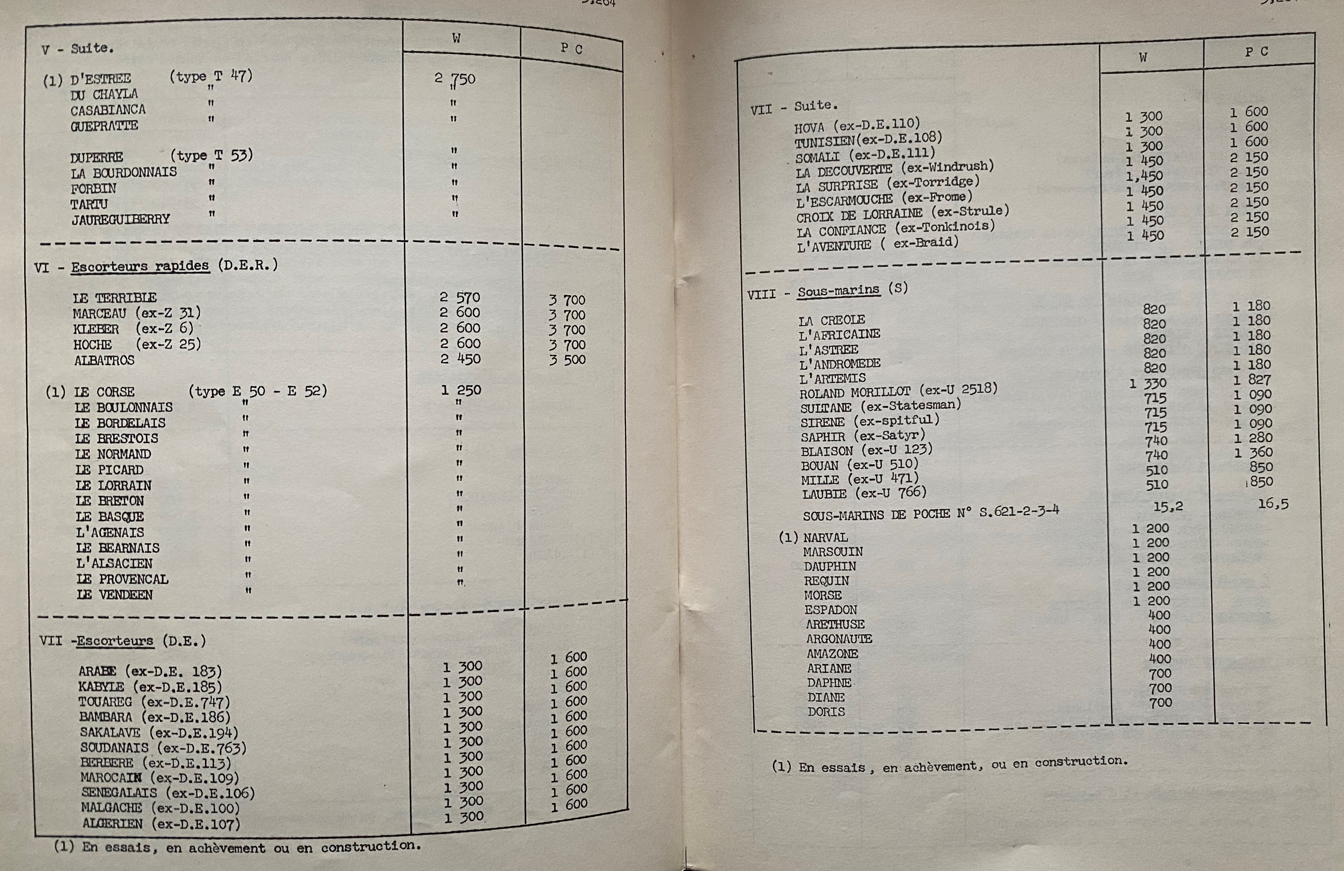 V - Suite. W P C
(1) D'ESTREE (type T 47) 2 750
DU CHAYLA " "
CASABIANCA " "
GUEPRATTE " "
DUPERRE (type T 53) "
LA BOURDONNAIS " "
FORBIN " "
TARTU " "
JAUREGUIBERRY " "
VI - Escorteurs rapides (D.E.R.)
LE TERRIBLE 2 570 3 700
MARCEAU (ex-Z 31) 2 600 3 700
KLEBER (ex-Z 6) 2 600 3 700
HOCHE (ex-Z 25) 2 600 3 700
ALBATROS 2 450 3 500
(1) LE CORSE (type E 50 - E 52) 1 250
LE BOULONNAIS " "
LE BORDELAIS " "
LE BRESTOIS " "
LE NORMAND " "
LE PICARD " "
LE LORRAIN " "
LE BRETON " "
LE BASQUE " "
L'AGENAIS " "
LE BEARNAIS " "
L'ALSACIEN " "
LE PROVENCAL " "
LE VENDEEN "
VII -Escorteurs (D.E.)
ARABE (ex-D.E. 183) 1 300 1 600
KABYLE (ex-D.E.185) 1 300 1 600
TOUAREG (ex-D.E.747) 1 300 1 600
BAMBARA (ex-D.E.186) 1 300 1 600
SAKALAVE (ex-D.E.194) 1 300 1 600
SOUDANAIS (ex-D.E.763) 1 300 1 600
BERBERE (ex-D.E.113) 1 300 1 600
MAROCAIN (ex-D.E.109) 1 300 1 600
SENEGALAIS (ex-D.E.106) 1 300 1 600
MALGACHE (ex-D.E.100) 1 300 1 600
ALGERIEN (ex-D.E.107) 1 300 1 600
(1) En essais, en achèvement ou en construction.
W P C
VII - Suite.
HOVA (ex-D.E.110) 1 300 1 600
TUNISIEN(ex-D.E.108) 1 300 1 600
SOMALI (ex-D.E.111) 1 300 1 600
LA DECOUVERTE (ex-Windrush) 1 450 2 150
LA SURPRISE (ex-Torridge) 1,450 2 150
L'ESCARMOUCHE (ex-Frome) 1 450 2 150
CROIX DE LORRAINE (ex-Strule) 1 450 2 150
LA CONFIANCE (ex-Tonkinois) 1 450 2 150
L'AVENTURE ( ex-Braid) 1 450 2 150
VIII - Sous-marins (S)
LA CREOLE 820 1 180
L'AFRICAINE 820 1 180
L'ASTREE 820 1 180
L'ANDROMEDE 820 1 180
L'ARTEMIS 820 1 180
ROLAND MORILLOT (ex-U 2518) 1 330 1 827
SULTANE (ex-Statesman) 715 1 090
SIRENE (ex-spitful) 715 1 090
SAPHIR (ex-Satyr) 715 1 090
BLAISON (ex-U 123) 740 1 280
BOUAN (ex-U 510) 740 1 360
MILLE (ex-U 471) 510 850
LAUBIE (ex-U 766) 510 850
SOUS-MARINS DE POCHE N° S.621-2-3-4 15,2 16,5
(1) NARVAL 1 200
MARSOUIN 1 200
DAUPHIN 1 200
REQUIN 1 200
MORSE 1 200
ESPADON 1 200
ARETHUSE 400
ARGONAUTE 400
AMAZONE 400
ARIANE 400
DAPHNE 700
DIANE 700
DORIS 700
(1) En essais, en achèvement, ou en construction.